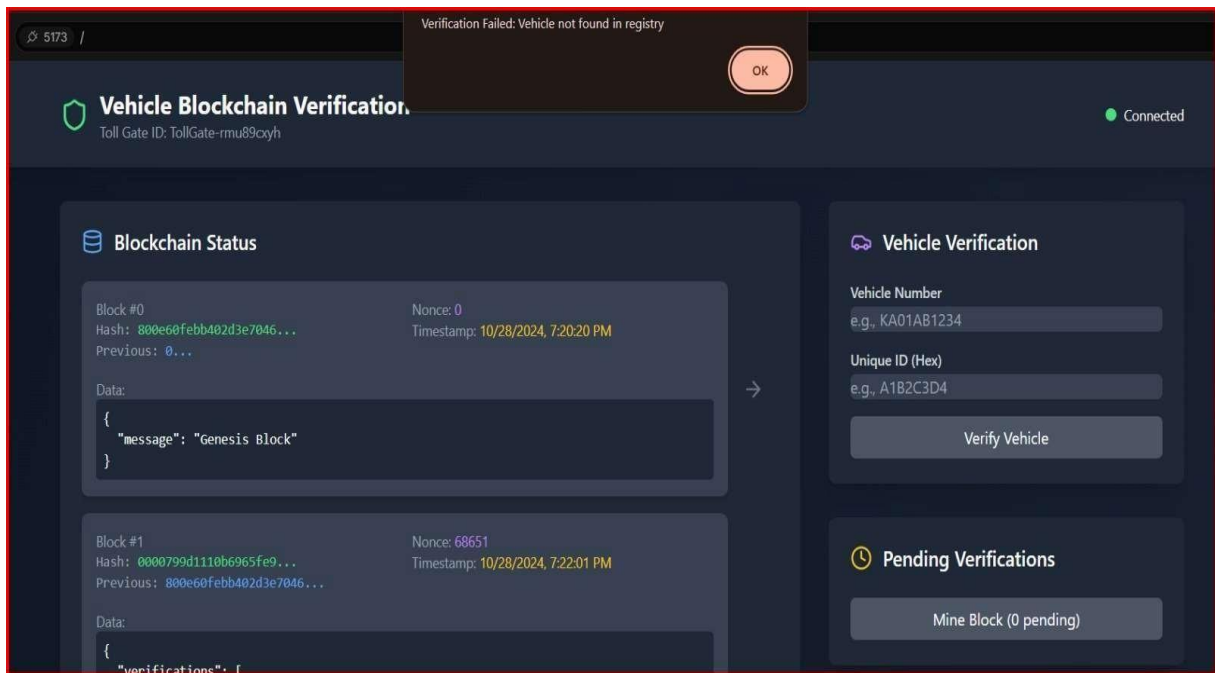 Verification Failed: Vehicle not found in registry
OK
5173 /
Vehicle Blockchain Verification
Toll Gate ID: TollGate-rmu89cxyh
Connected
Blockchain Status
Block #0
Hash: 800e60febb402d3e7046...
Previous: 0...
Nonce: 0
Timestamp: 10/28/2024, 7:20:20 PM
Data:
{
"message": "Genesis Block"
}
Block #1
Hash: 0000799d1110b6965fe9...
Previous: 800e60febb402d3e7046...
Nonce: 68651
Timestamp: 10/28/2024, 7:22:01 PM
Data:
{
"verifications": [
Vehicle Verification
Vehicle Number
e.g., KA01AB1234
Unique ID (Hex)
e.g., A1B2C3D4
Verify Vehicle
Pending Verifications
Mine Block (0 pending)